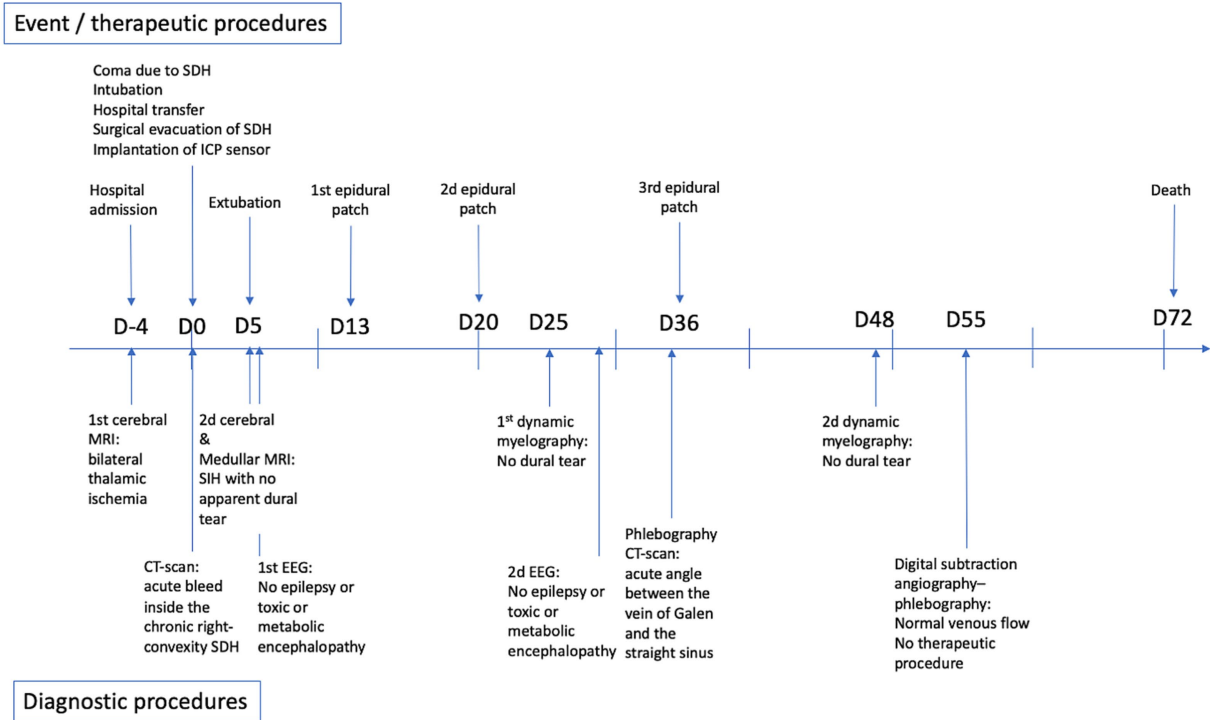 Event / therapeutic procedures
Coma due to SDH
Intubation
Hospital transfer
Surgical evacuation of SDH
Implantation of ICP sensor
Hospital
admission
Extubation
1st epidural
patch
2d epidural
patch
3rd epidural
patch
Death
D-4
D0
D5
D13
D20
D25
D36
D48
D55
D72
1st cerebral
MRI:
bilateral
thalamic
ischemia
2d cerebral
&
Medullar MRI:
SIH with no
apparent dural
tear
1st dynamic
myelography:
No dural tear
2d dynamic
myelography:
No dural tear
CT-scan:
acute bleed
inside the
chronic right-
convexity SDH
1st EEG:
No epilepsy or
toxic or
metabolic
encephalopathy
2d EEG:
No epilepsy or
toxic or
metabolic
encephalopathy
Phlebography
CT-scan:
acute angle
between the
vein of Galen
and the
straight sinus
Digital subtraction
angiography–
phlebography:
Normal venous flow
No therapeutic
procedure
Diagnostic procedures